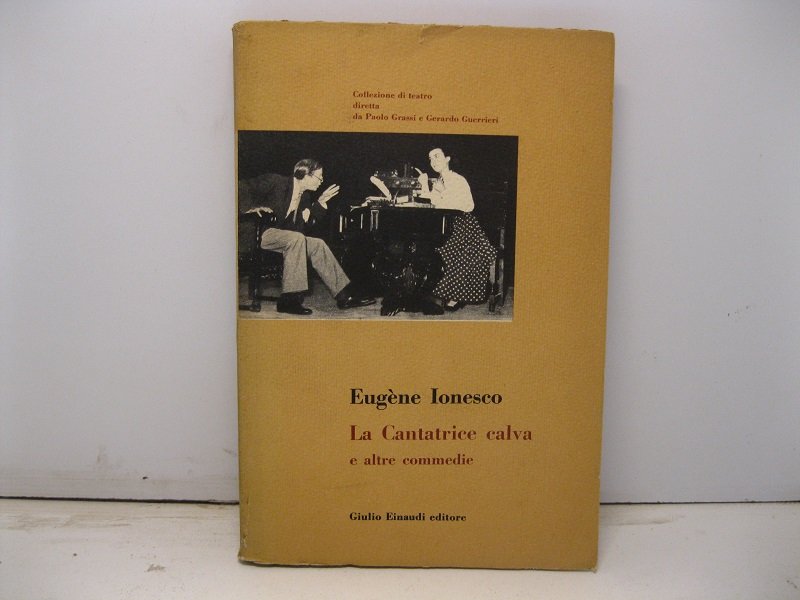 Collezione di teatro
diretta
da Paolo Grassi e Gerardo Guerrieri
Eugène Ionesco
La Cantatrice calva
e altre commedie
Giulio Einaudi editore